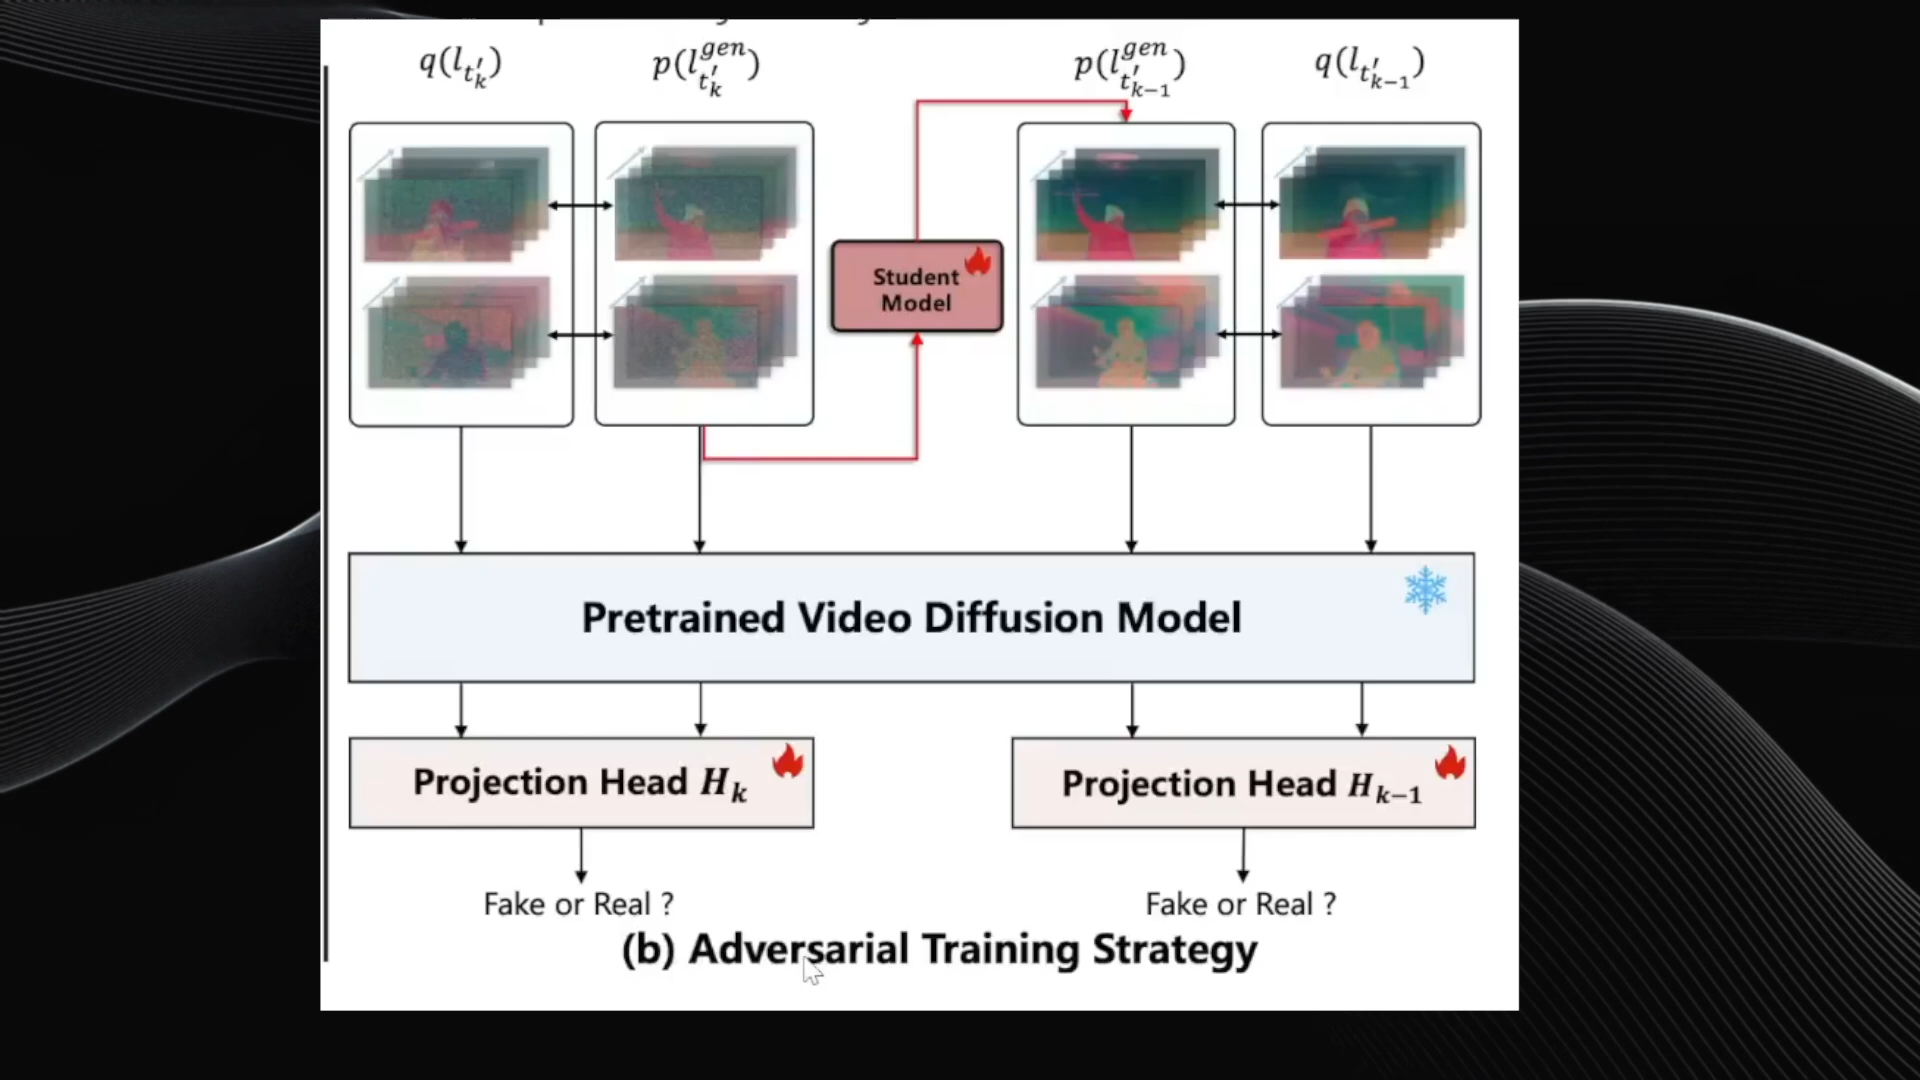 q(l_{t'_k})
p(l^{gen}_{t'_k})
p(l^{gen}_{t'_{k-1}})
q(l_{t'_{k-1}})
Student
Model
Pretrained Video Diffusion Model
Projection Head H_k
Projection Head H_{k-1}
Fake or Real ?
Fake or Real ?
(b) Adversarial Training Strategy